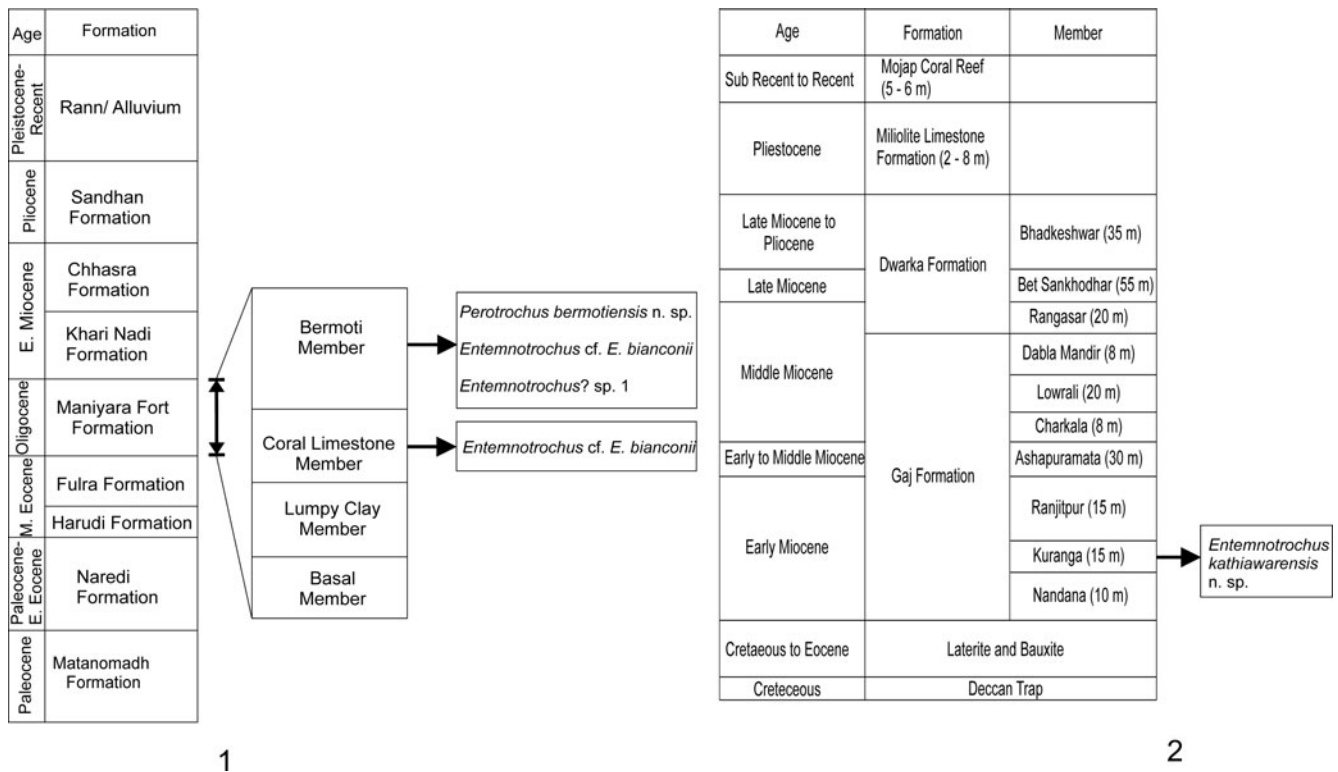 Age
Formation
Pleistocene-
Recent
Rann/ Alluvium
Pliocene
Sandhan
Formation
E. Miocene
Chhasra
Formation
Khari Nadi
Formation
Oligocene
Maniyara Fort
Formation
M. Eocene
Fulra Formation
Harudi Formation
Paleocene-
E. Eocene
Naredi
Formation
Paleocene
Matanomadh
Formation
Bermoti
Member
Coral Limestone
Member
Lumpy Clay
Member
Basal
Member
Perotrochus bermotiensis n. sp.
Entemnotrochus cf. E. bianconii
Entemnotrochus? sp. 1
Entemnotrochus cf. E. bianconii
1
Age
Formation
Member
Sub Recent to Recent
Mojap Coral Reef
(5 - 6 m)
Pliestocene
Miliolite Limestone
Formation (2 - 8 m)
Late Miocene to
Pliocene
Dwarka Formation
Bhadkeshwar (35 m)
Late Miocene
Bet Sankhodhar (55 m)
Rangasar (20 m)
Middle Miocene
Dabla Mandir (8 m)
Lowrali (20 m)
Charkala (8 m)
Early to Middle Miocene
Gaj Formation
Ashapuramata (30 m)
Early Miocene
Ranjitpur (15 m)
Kuranga (15 m)
Nandana (10 m)
Entemnotrochus
kathiawarensis
n. sp.
Cretaeous to Eocene
Laterite and Bauxite
Creteceous
Deccan Trap
2